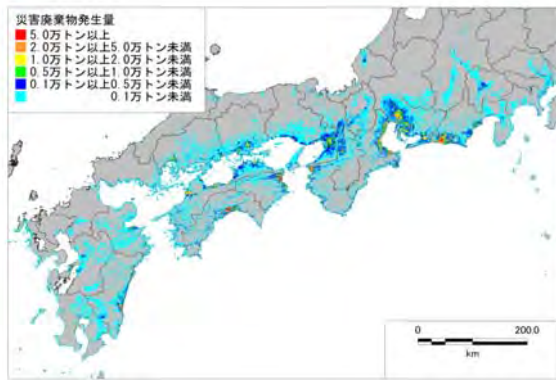 災害廃棄物発生量
5.0万トン以上
2.0万トン以上5.0万トン未満
1.0万トン以上2.0万トン未満
0.5万トン以上1.0万トン未満
0.1万トン以上0.5万トン未満
0.1万トン未満
0 200.0
km